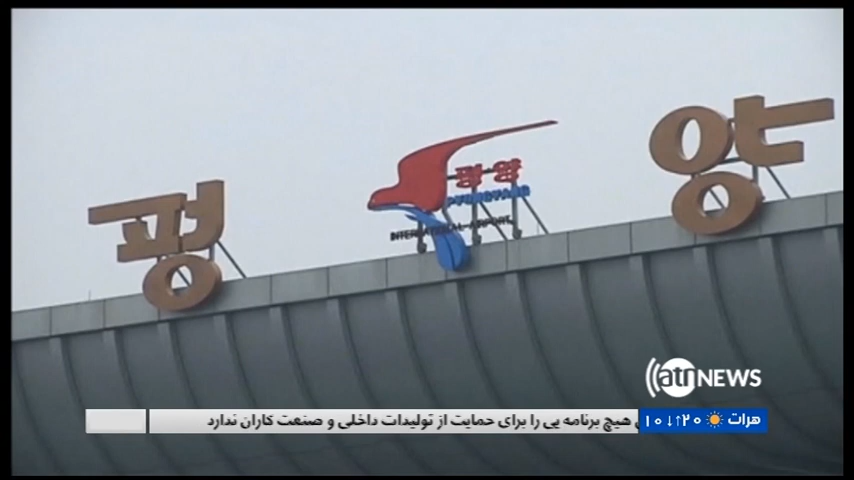 평 양
평양
PYONGYANG
INTERNATIONAL AIRPORT
atn NEWS
هرات ۲۰ ↑↓ ۱۰
هیچ برنامه یی را برای حمایت از تولیدات داخلی و صنعت کاران ندارد